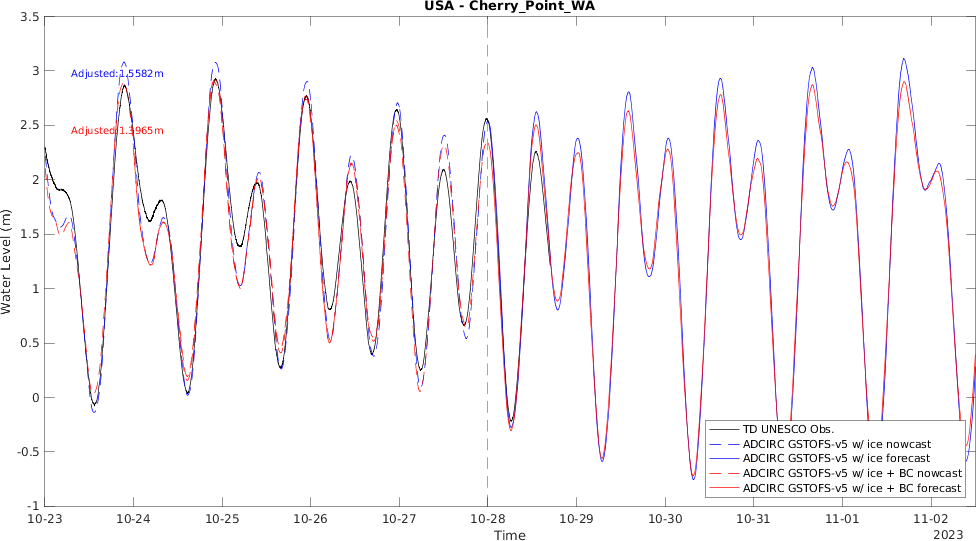 USA - Cherry_Point_WA
3.5
3
2.5
2
1.5
1
0.5
0
-0.5
-1
Water Level (m)
Adjusted:1.5582m
Adjusted:1.3965m
TD UNESCO Obs.
ADCIRC GSTOFS-v5 w/ ice nowcast
ADCIRC GSTOFS-v5 w/ ice forecast
ADCIRC GSTOFS-v5 w/ ice + BC nowcast
ADCIRC GSTOFS-v5 w/ ice + BC forecast
10-23 10-24 10-25 10-26 10-27 10-28 10-29 10-30 10-31 11-01 11-02
Time
2023